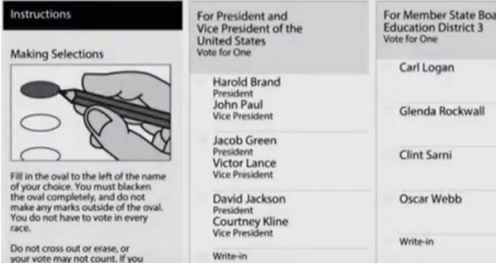 Instructions
Making Selections
Fill in the oval to the left of the name
of your choice. You must blacken
the oval completely, and do not
make any marks outside of the oval.
You do not have to vote in every
race.
Do not cross out or erase, or
your vote may not count. If you
For President and
Vice President of the
United States
Vote for One
Harold Brand
President
John Paul
Vice President
Jacob Green
President
Victor Lance
Vice President
David Jackson
President
Courtney Kline
Vice President
Write-in
For Member State Boa
Education District 3
Vote for One
Carl Logan
Glenda Rockwall
Clint Sarni
Oscar Webb
Write-in